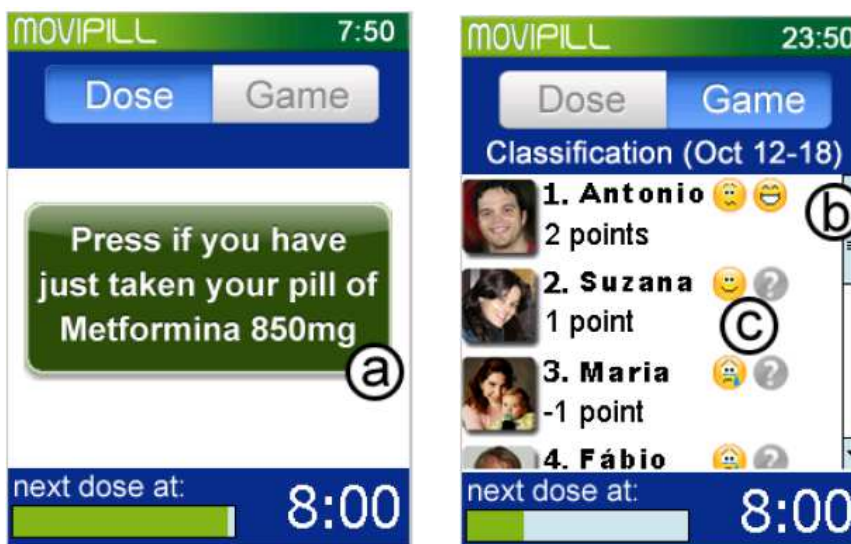 MOVIPILL 7:50
Dose Game
Press if you have
just taken your pill of
Metformina 850mg
a
next dose at:
8:00
MOVIPILL 23:50
Dose Game
Classification (Oct 12-18)
1. Antonio
b
2 points
2. Suzana
1 point
c
3. Maria
-1 point
4. Fábio
next dose at:
8:00